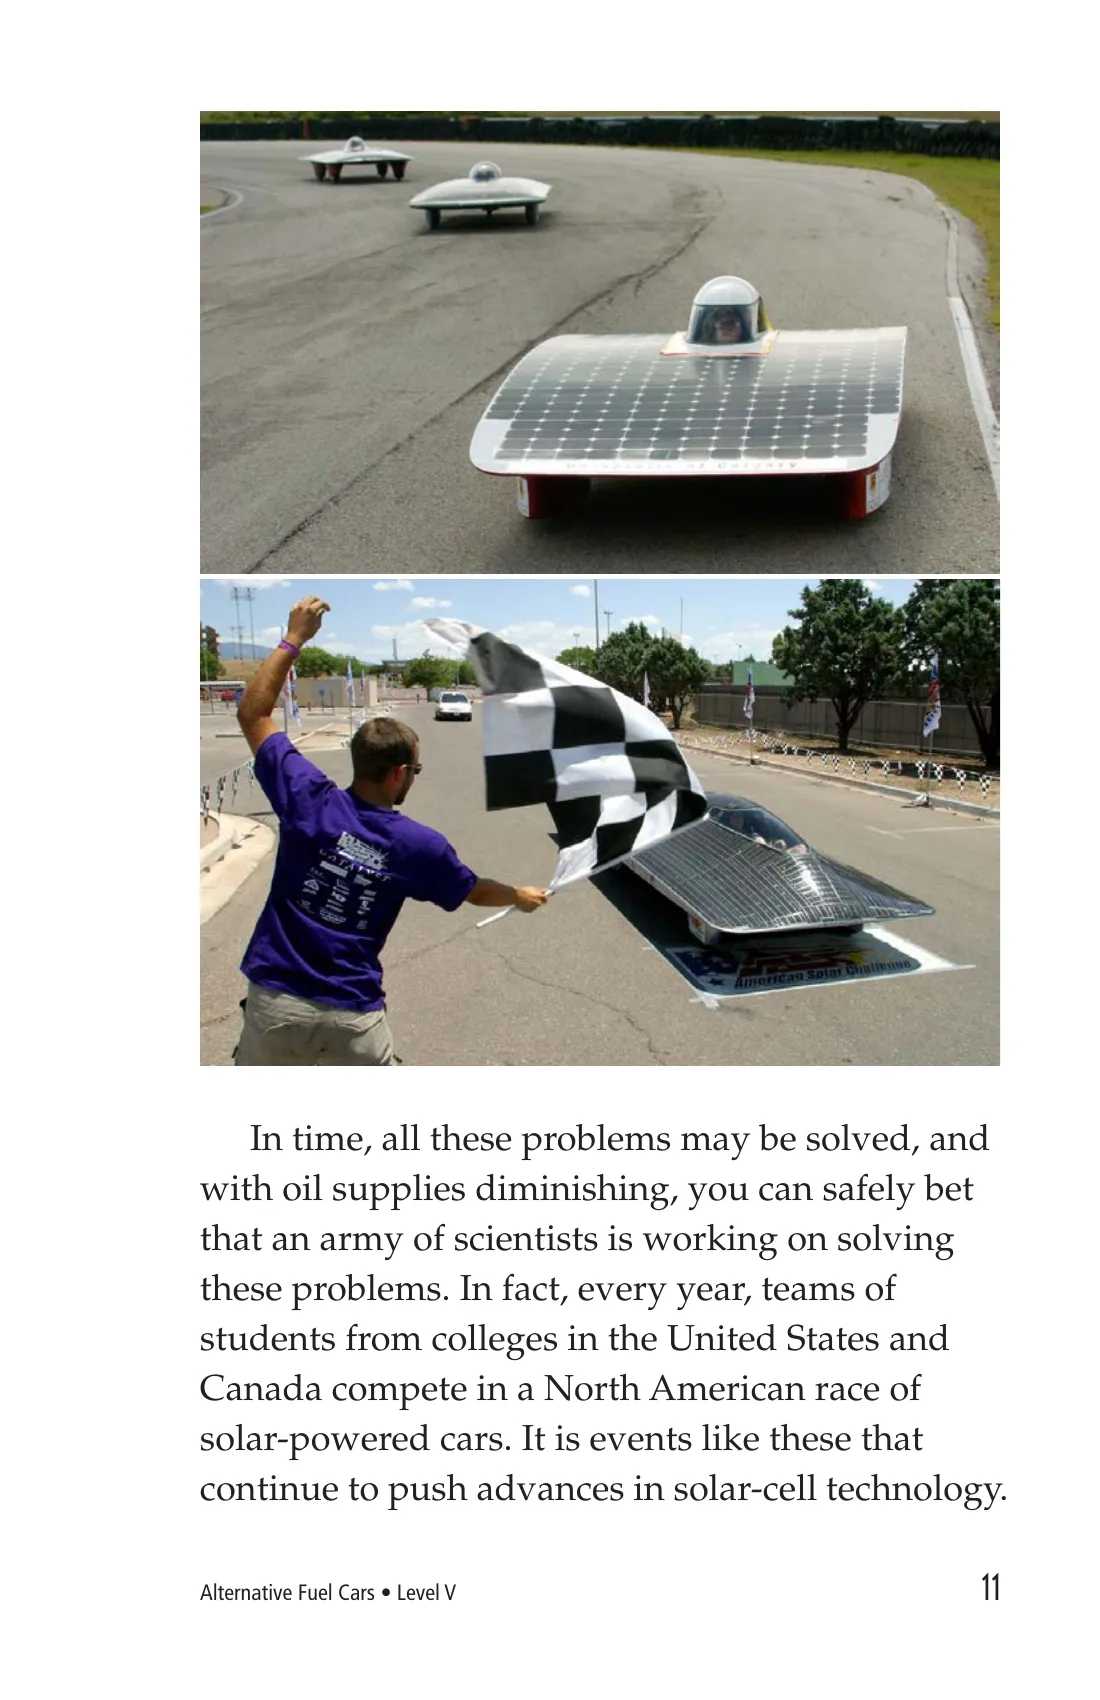 University of Calgary
American Solar Challenge
In time, all these problems may be solved, and
with oil supplies diminishing, you can safely bet
that an army of scientists is working on solving
these problems. In fact, every year, teams of
students from colleges in the United States and
Canada compete in a North American race of
solar-powered cars. It is events like these that
continue to push advances in solar-cell technology.
Alternative Fuel Cars • Level V
11